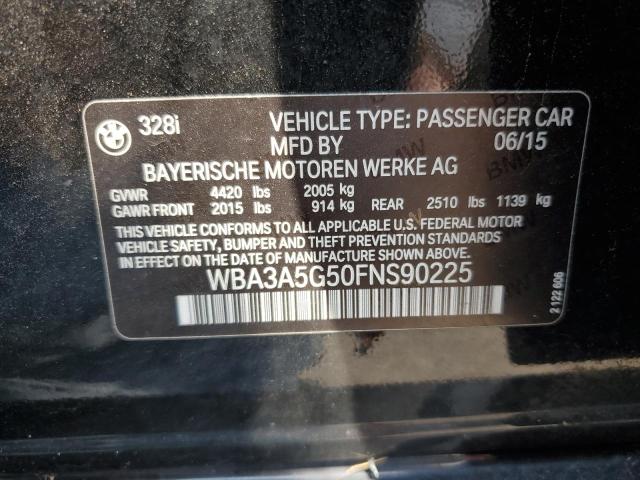 328i VEHICLE TYPE: PASSENGER CAR
MFD BY 06/15
BAYERISCHE MOTOREN WERKE AG
GVWR 4420 lbs 2005 kg
GAWR FRONT 2015 lbs 914 kg REAR 2510 lbs 1139 kg
THIS VEHICLE CONFORMS TO ALL APPLICABLE U.S. FEDERAL MOTOR
VEHICLE SAFETY, BUMPER AND THEFT PREVENTION STANDARDS
IN EFFECT ON THE DATE OF MANUFACTURE SHOWN ABOVE
WBA3A5G50FNS90225
2 122 606